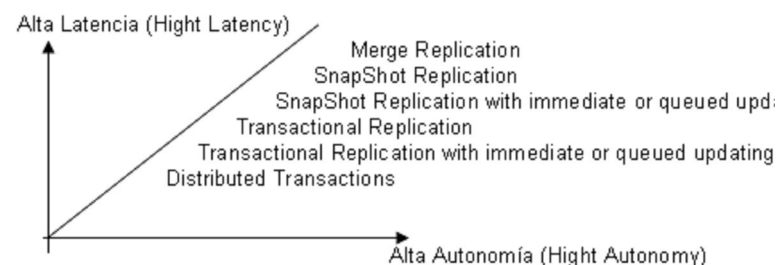 Alta Latencia (Hight Latency)
Merge Replication
SnapShot Replication
SnapShot Replication with immediate or queued upda
Transactional Replication
Transactional Replication with immediate or queued updating
Distributed Transactions
Alta Autonomía (Hight Autonomy)